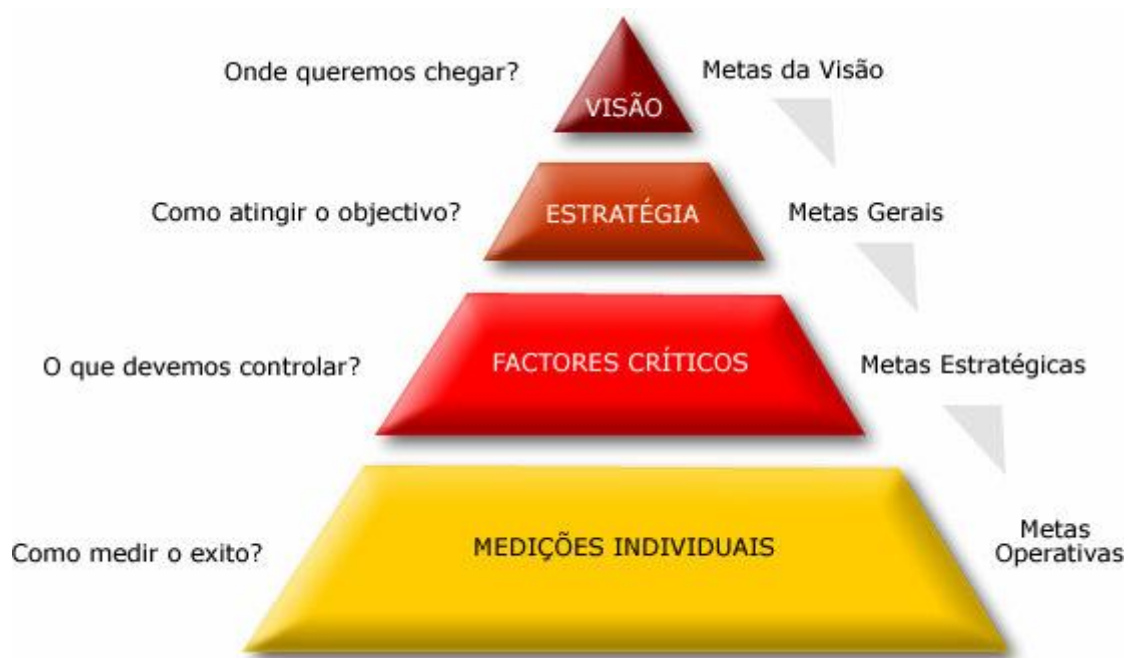 Onde queremos chegar?
VISÃO
Metas da Visão
Como atingir o objectivo?
ESTRATÉGIA
Metas Gerais
O que devemos controlar?
FACTORES CRÍTICOS
Metas Estratégicas
Como medir o exito?
MEDIÇÕES INDIVIDUAIS
Metas
Operativas